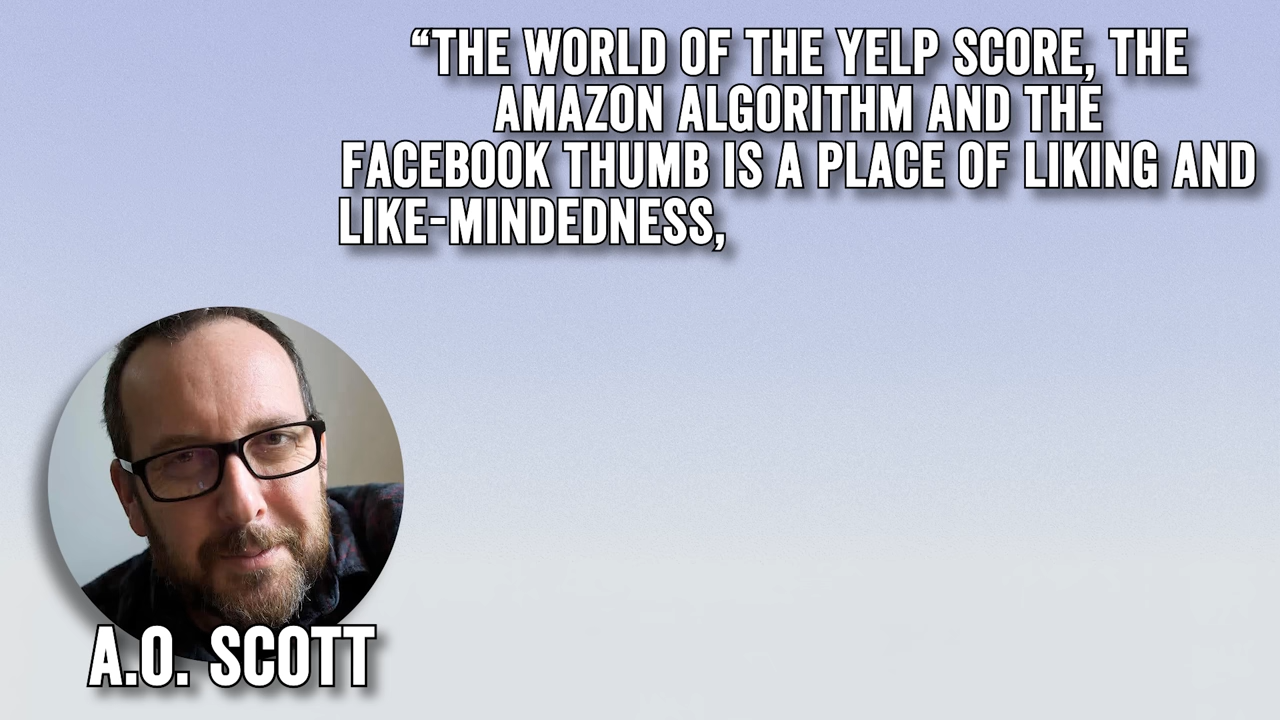 “THE WORLD OF THE YELP SCORE, THE
AMAZON ALGORITHM AND THE
FACEBOOK THUMB IS A PLACE OF LIKING AND
LIKE-MINDEDNESS,
A.O. SCOTT